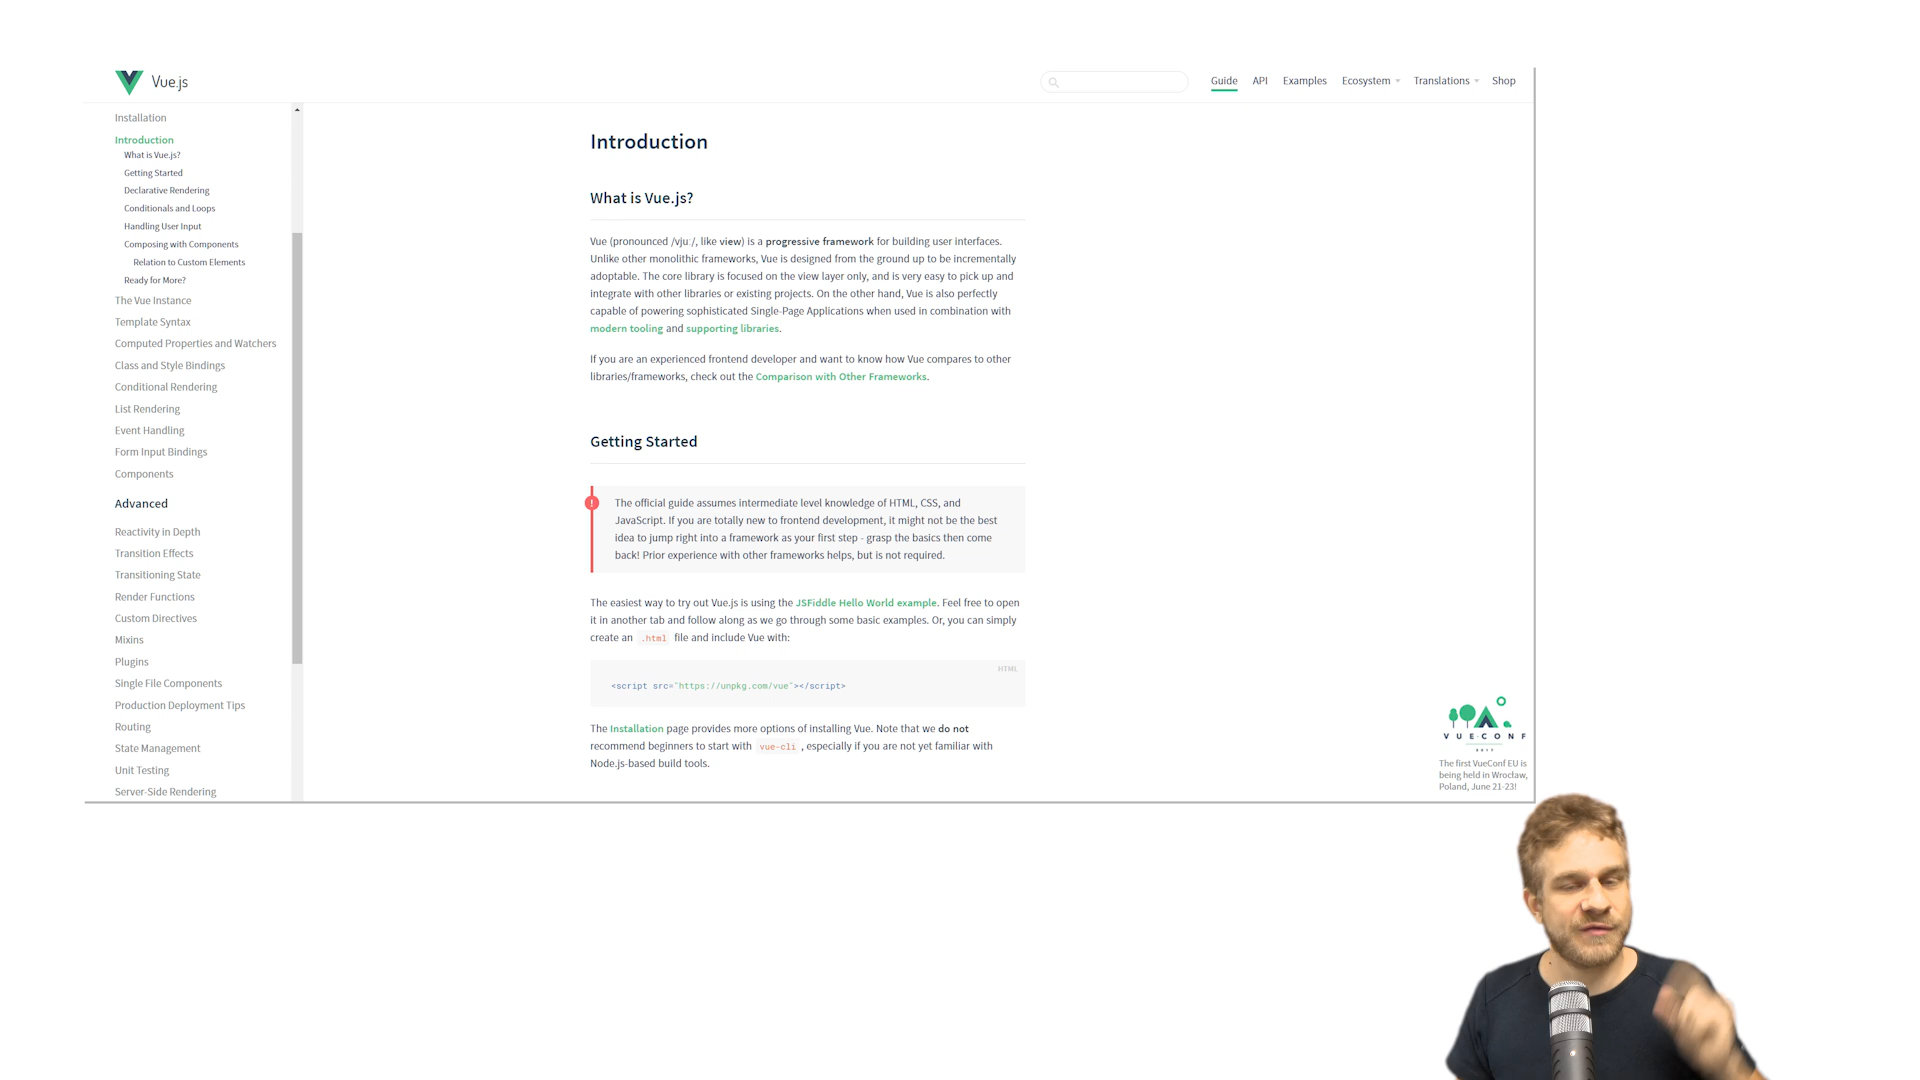 Vue.js
Guide
API
Examples
Ecosystem
Translations
Shop
Installation
Introduction
What is Vue.js?
Getting Started
Declarative Rendering
Conditionals and Loops
Handling User Input
Composing with Components
Relation to Custom Elements
Ready for More?
The Vue Instance
Template Syntax
Computed Properties and Watchers
Class and Style Bindings
Conditional Rendering
List Rendering
Event Handling
Form Input Bindings
Components
Advanced
Reactivity in Depth
Transition Effects
Transitioning State
Render Functions
Custom Directives
Mixins
Plugins
Single File Components
Production Deployment Tips
Routing
State Management
Unit Testing
Server-Side Rendering
Introduction
What is Vue.js?
Vue (pronounced /vjuː/, like view) is a progressive framework for building user interfaces.
Unlike other monolithic frameworks, Vue is designed from the ground up to be incrementally
adoptable. The core library is focused on the view layer only, and is very easy to pick up and
integrate with other libraries or existing projects. On the other hand, Vue is also perfectly
capable of powering sophisticated Single-Page Applications when used in combination with
modern tooling and supporting libraries.
If you are an experienced frontend developer and want to know how Vue compares to other
libraries/frameworks, check out the Comparison with Other Frameworks.
Getting Started
!
The official guide assumes intermediate level knowledge of HTML, CSS, and
JavaScript. If you are totally new to frontend development, it might not be the best
idea to jump right into a framework as your first step - grasp the basics then come
back! Prior experience with other frameworks helps, but is not required.
The easiest way to try out Vue.js is using the JSFiddle Hello World example. Feel free to open
it in another tab and follow along as we go through some basic examples. Or, you can simply
create an .html file and include Vue with:
HTML
<script src="https://unpkg.com/vue"></script>
The Installation page provides more options of installing Vue. Note that we do not
recommend beginners to start with vue-cli , especially if you are not yet familiar with
Node.js-based build tools.
VUE·CONF
2017
The first VueConf EU is
being held in Wrocław,
Poland, June 21-23!